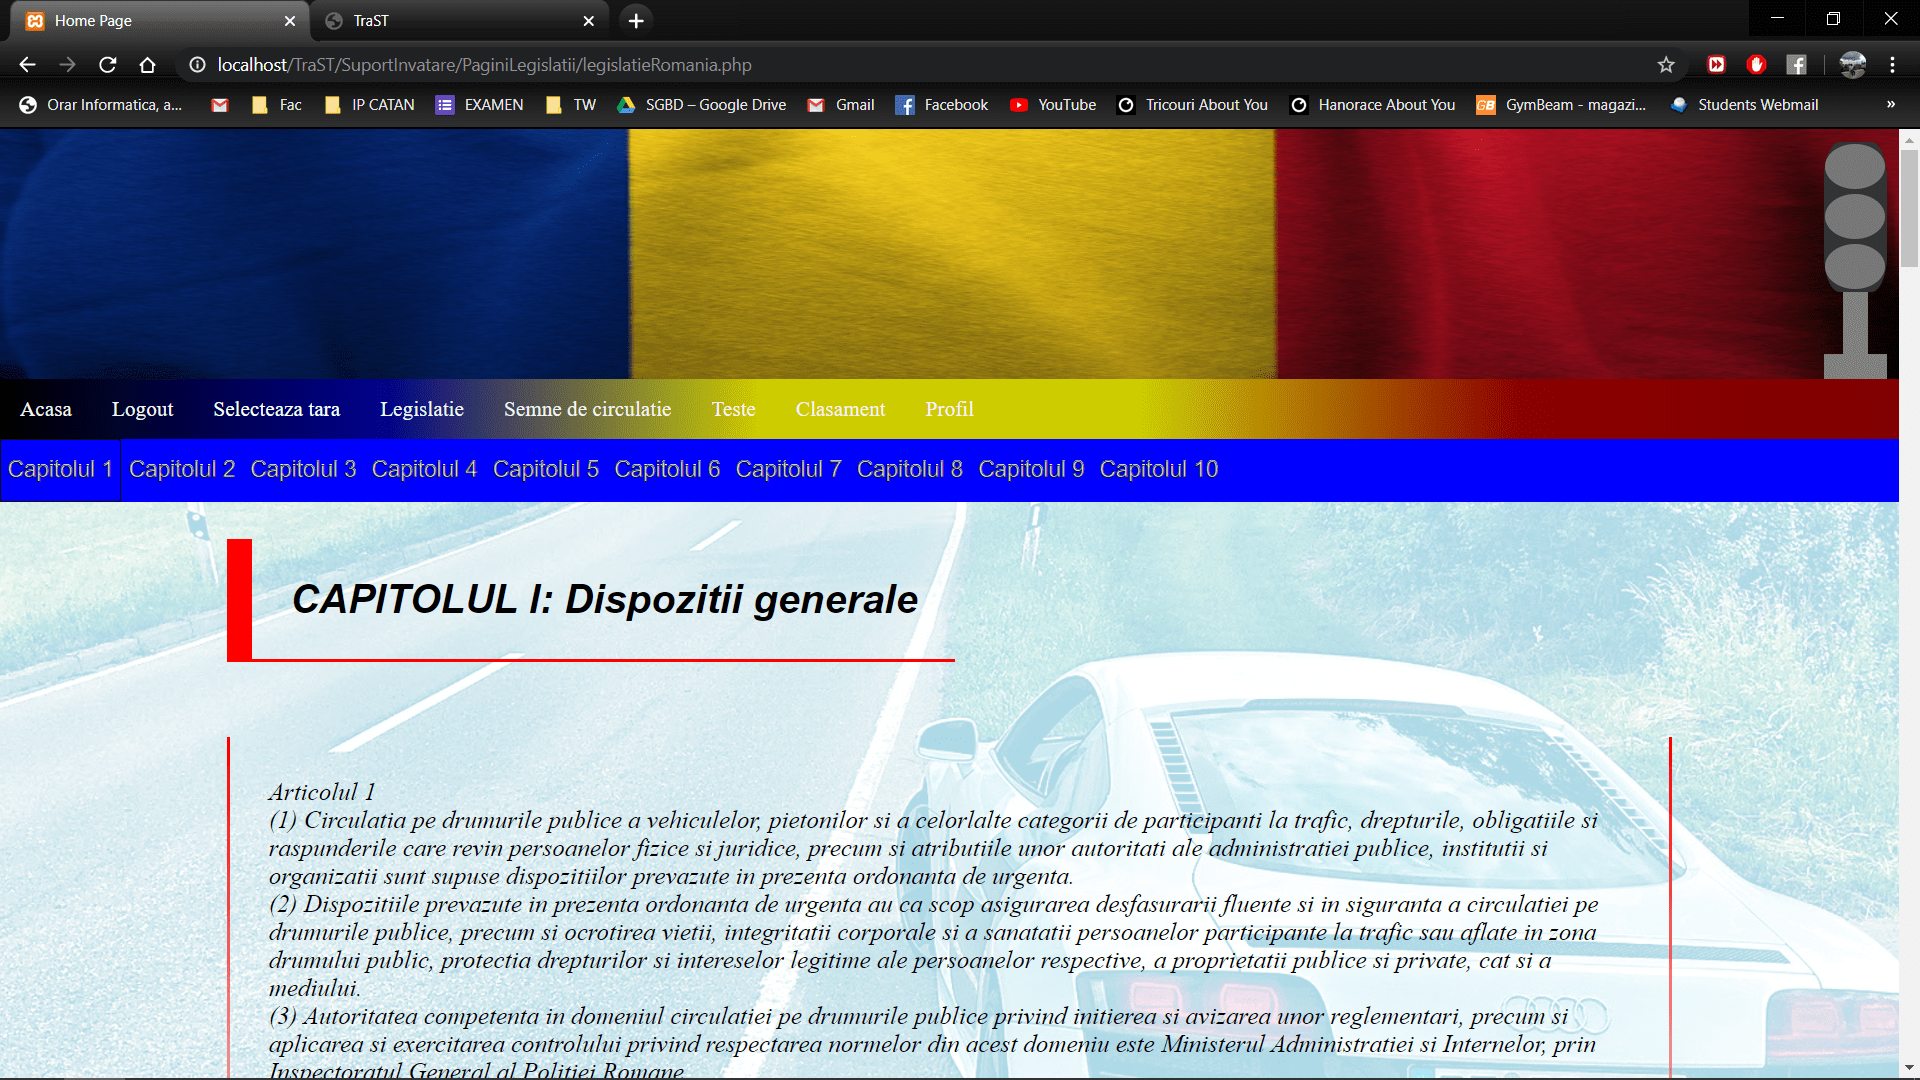 Home Page
TraST
localhost/TraST/SuportInvatare/PaginiLegislatii/legislatieRomania.php
Orar Informatica, a... Fac IP CATAN EXAMEN TW SGBD – Google Drive Gmail Facebook YouTube Tricouri About You Hanorace About You GymBeam - magazi... Students Webmail »
Acasa Logout Selecteaza tara Legislatie Semne de circulatie Teste Clasament Profil
Capitolul 1 Capitolul 2 Capitolul 3 Capitolul 4 Capitolul 5 Capitolul 6 Capitolul 7 Capitolul 8 Capitolul 9 Capitolul 10
CAPITOLUL I: Dispozitii generale
Articolul 1
(1) Circulatia pe drumurile publice a vehiculelor, pietonilor si a celorlalte categorii de participanti la trafic, drepturile, obligatiile si
raspunderile care revin persoanelor fizice si juridice, precum si atributiile unor autoritati ale administratiei publice, institutii si
organizatii sunt supuse dispozitiilor prevazute in prezenta ordonanta de urgenta.
(2) Dispozitiile prevazute in prezenta ordonanta de urgenta au ca scop asigurarea desfasurarii fluente si in siguranta a circulatiei pe
drumurile publice, precum si ocrotirea vietii, integritatii corporale si a sanatatii persoanelor participante la trafic sau aflate in zona
drumului public, protectia drepturilor si intereselor legitime ale persoanelor respective, a proprietatii publice si private, cat si a
mediului.
(3) Autoritatea competenta in domeniul circulatiei pe drumurile publice privind initierea si avizarea unor reglementari, precum si
aplicarea si exercitarea controlului privind respectarea normelor din acest domeniu este Ministerul Administratiei si Internelor, prin
Inspectoratul General al Politiei Romane.